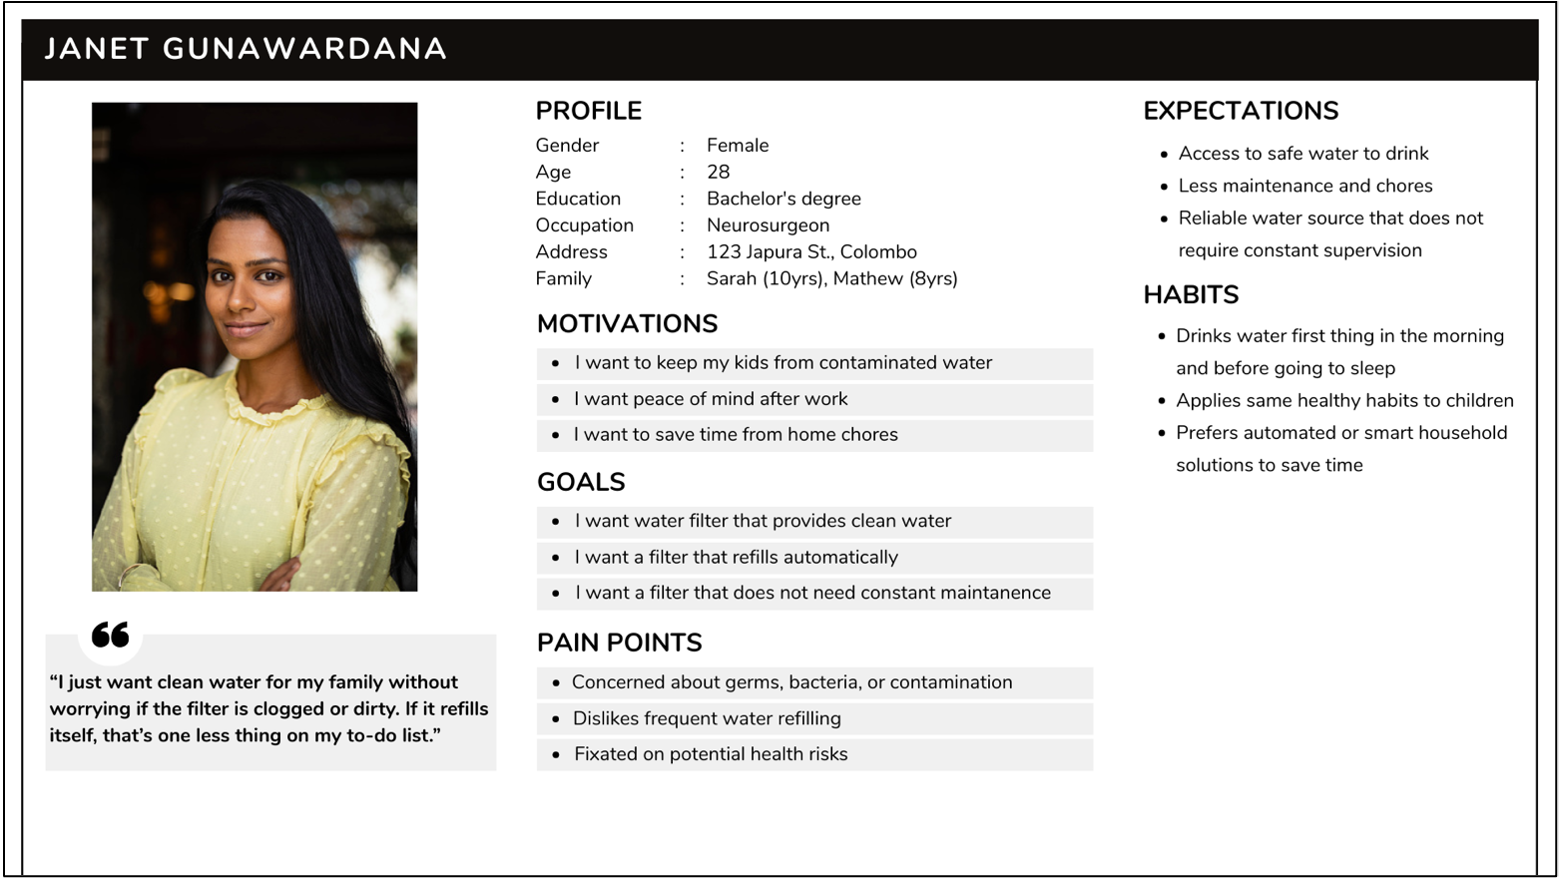 JANET GUNAWARDANA
“I just want clean water for my family without
worrying if the filter is clogged or dirty. If it refills
itself, that’s one less thing on my to-do list.”
PROFILE
Gender : Female
Age : 28
Education : Bachelor's degree
Occupation : Neurosurgeon
Address : 123 Japura St., Colombo
Family : Sarah (10yrs), Mathew (8yrs)
MOTIVATIONS
• I want to keep my kids from contaminated water
• I want peace of mind after work
• I want to save time from home chores
GOALS
• I want water filter that provides clean water
• I want a filter that refills automatically
• I want a filter that does not need constant maintanence
PAIN POINTS
• Concerned about germs, bacteria, or contamination
• Dislikes frequent water refilling
• Fixated on potential health risks
EXPECTATIONS
• Access to safe water to drink
• Less maintenance and chores
• Reliable water source that does not
require constant supervision
HABITS
• Drinks water first thing in the morning
and before going to sleep
• Applies same healthy habits to children
• Prefers automated or smart household
solutions to save time